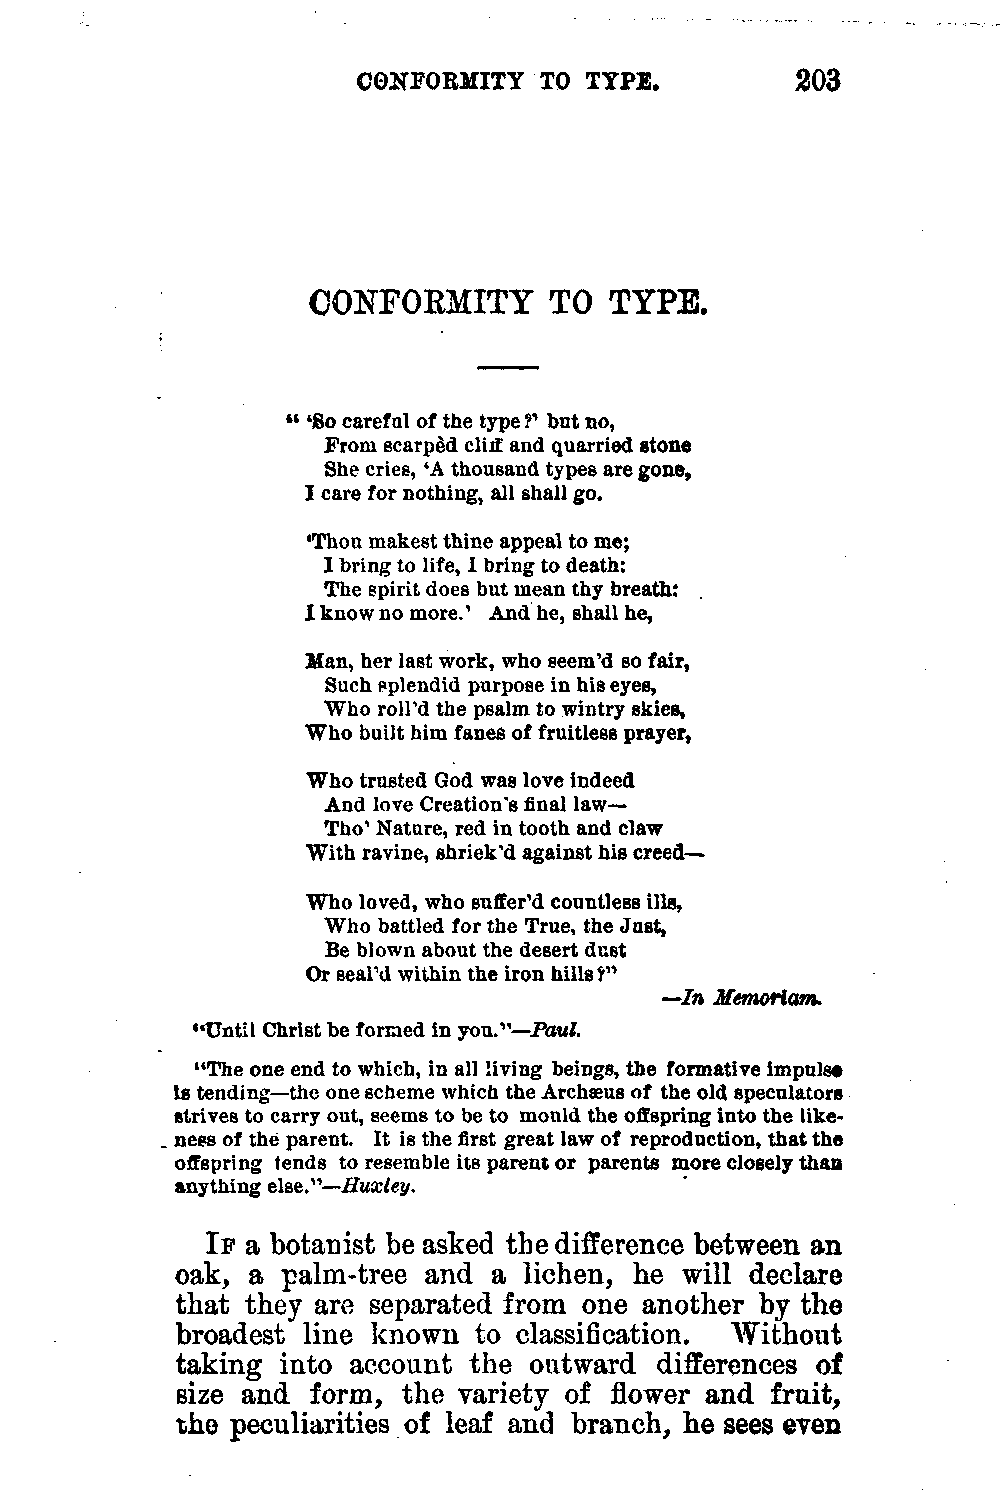 CONFORMITY TO TYPE. 203
CONFORMITY TO TYPE.
“ ‘So careful of the type?’ but no,
From scarpèd cliff and quarried stone
She cries, ‘A thousand types are gone,
I care for nothing, all shall go.
‘Thou makest thine appeal to me;
I bring to life, I bring to death:
The spirit does but mean thy breath:
I know no more.’ And he, shall he,
Man, her last work, who seem’d so fair,
Such splendid purpose in his eyes,
Who roll’d the psalm to wintry skies,
Who built him fanes of fruitless prayer,
Who trusted God was love indeed
And love Creation’s final law—
Tho’ Nature, red in tooth and claw
With ravine, shriek’d against his creed—
Who loved, who suffer’d countless ills,
Who battled for the True, the Just,
Be blown about the desert dust
Or seal’d within the iron hills?”
—In Memoriam.
“Until Christ be formed in you.”—Paul.
“The one end to which, in all living beings, the formative impulse
is tending—the one scheme which the Archæus of the old speculators
strives to carry out, seems to be to mould the offspring into the like-
ness of the parent. It is the first great law of reproduction, that the
offspring tends to resemble its parent or parents more closely than
anything else.”—Huxley.
IF a botanist be asked the difference between an
oak, a palm-tree and a lichen, he will declare
that they are separated from one another by the
broadest line known to classification. Without
taking into account the outward differences of
size and form, the variety of flower and fruit,
the peculiarities of leaf and branch, he sees even